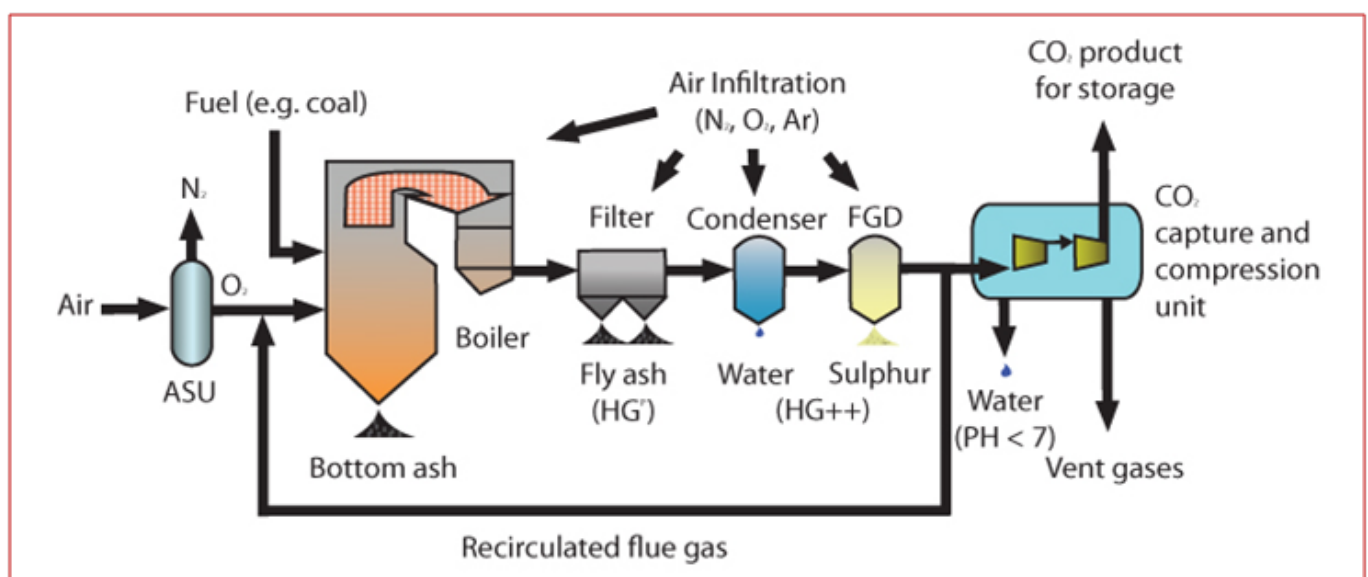 CO₂ product
for storage
Air Infiltration
(N₂, O₂, Ar)
Fuel (e.g. coal)
N₂
Filter
Condenser
FGD
CO₂
capture and
compression
unit
O₂
Air
Boiler
ASU
Fly ash
(HGᴾ)
Water
Sulphur
(HG++)
Water
(PH < 7)
Bottom ash
Vent gases
Recirculated flue gas